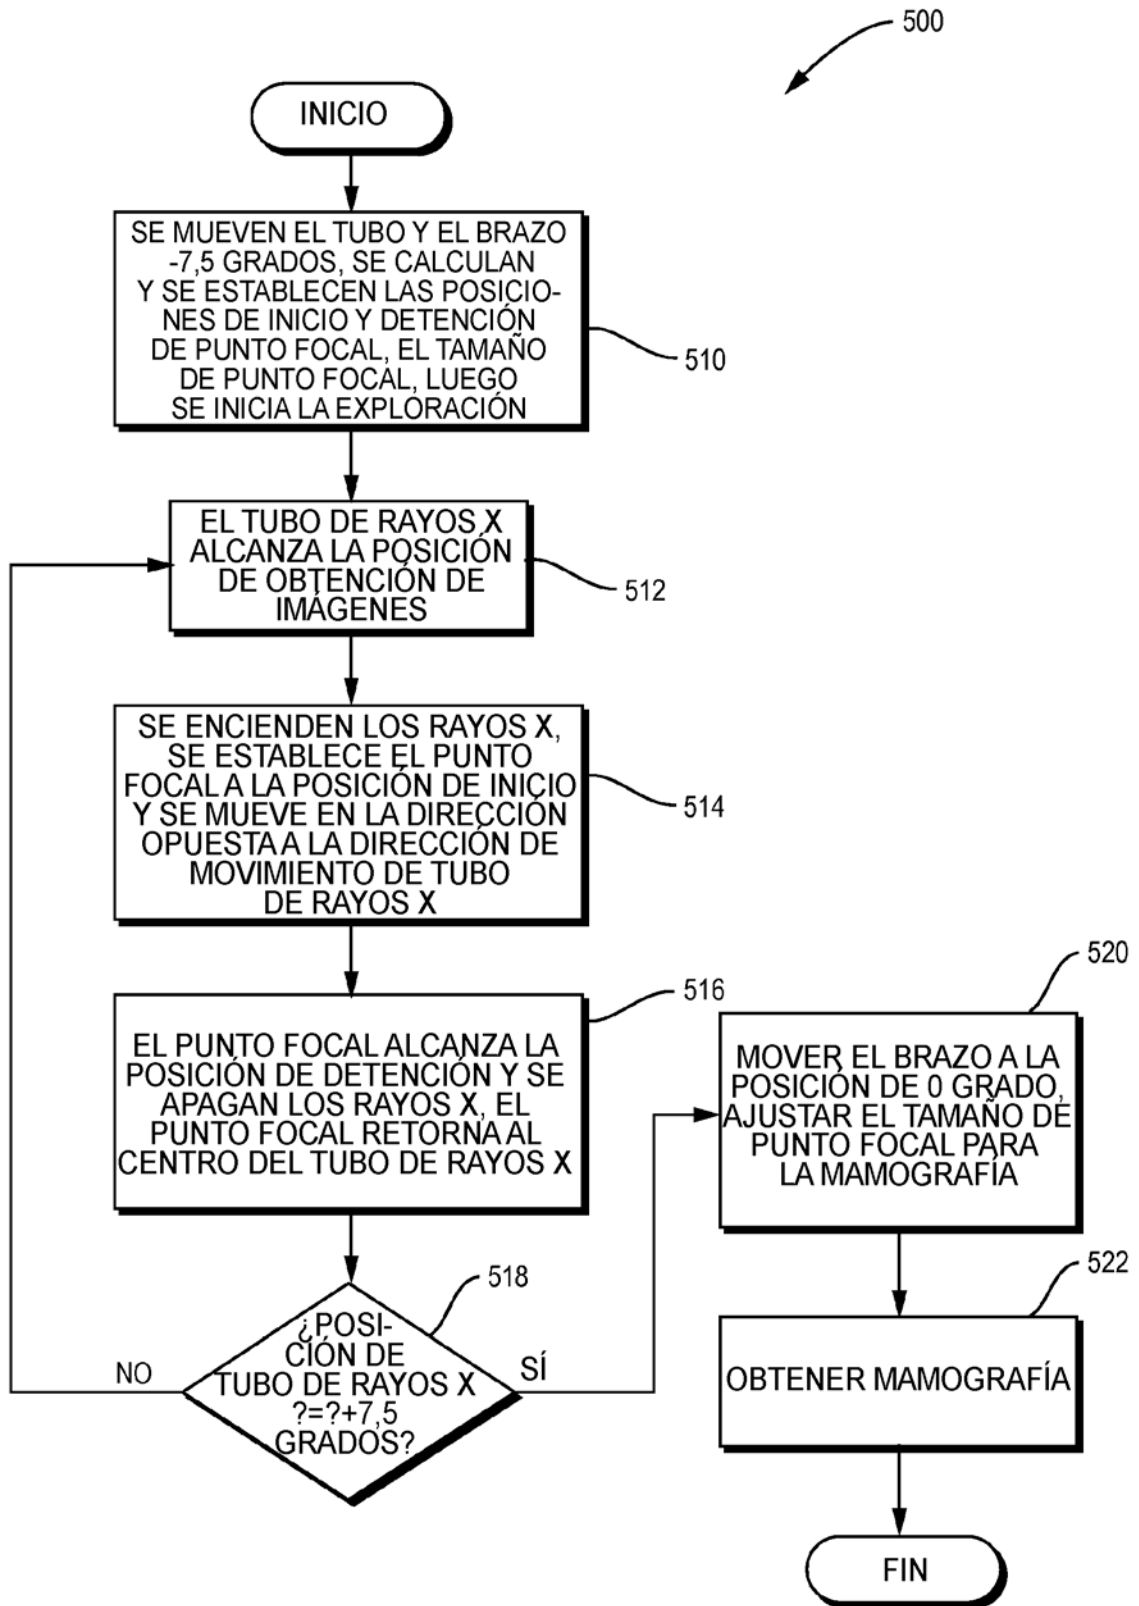 500
INICIO
SE MUEVEN EL TUBO Y EL BRAZO
-7,5 GRADOS, SE CALCULAN
Y SE ESTABLECEN LAS POSICIO-
NES DE INICIO Y DETENCIÓN
DE PUNTO FOCAL, EL TAMAÑO
DE PUNTO FOCAL, LUEGO
SE INICIA LA EXPLORACIÓN
510
EL TUBO DE RAYOS X
ALCANZA LA POSICIÓN
DE OBTENCIÓN DE
IMÁGENES
512
SE ENCIENDEN LOS RAYOS X,
SE ESTABLECE EL PUNTO
FOCAL A LA POSICIÓN DE INICIO
Y SE MUEVE EN LA DIRECCIÓN
OPUESTA A LA DIRECCIÓN DE
MOVIMIENTO DE TUBO
DE RAYOS X
514
EL PUNTO FOCAL ALCANZA LA
POSICIÓN DE DETENCIÓN Y SE
APAGAN LOS RAYOS X, EL
PUNTO FOCAL RETORNA AL
CENTRO DEL TUBO DE RAYOS X
516
¿POSI-
CIÓN DE
TUBO DE RAYOS X
?=?+7,5
GRADOS?
518
NO
SÍ
MOVER EL BRAZO A LA
POSICIÓN DE 0 GRADO,
AJUSTAR EL TAMAÑO DE
PUNTO FOCAL PARA
LA MAMOGRAFÍA
520
OBTENER MAMOGRAFÍA
522
FIN